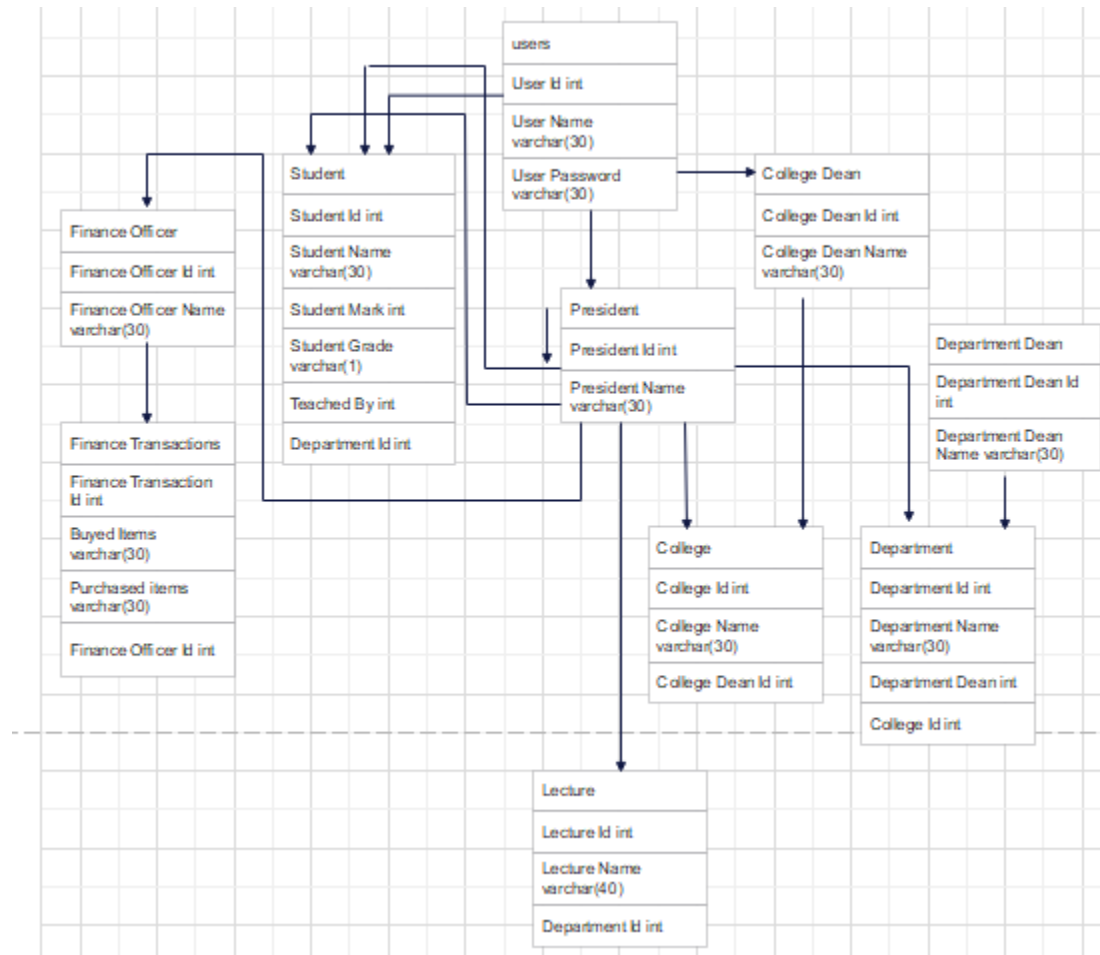 users
User Id int
User Name
varchar(30)
User Password
varchar(30)
Student
Student Id int
Student Name
varchar(30)
Student Mark int
Student Grade
varchar(1)
Teached By int
Department Id int
College Dean
College Dean Id int
College Dean Name
varchar(30)
Finance Officer
Finance Officer Id int
Finance Officer Name
varchar(30)
President
President Id int
President Name
varchar(30)
Department Dean
Department Dean Id
int
Department Dean
Name varchar(30)
Finance Transactions
Finance Transaction
Id int
Buyed Items
varchar(30)
Purchased items
varchar(30)
Finance Officer Id int
College
College Id int
College Name
varchar(30)
College Dean Id int
Department
Department Id int
Department Name
varchar(30)
Department Dean int
College Id int
Lecture
Lecture Id int
Lecture Name
varchar(40)
Department Id int